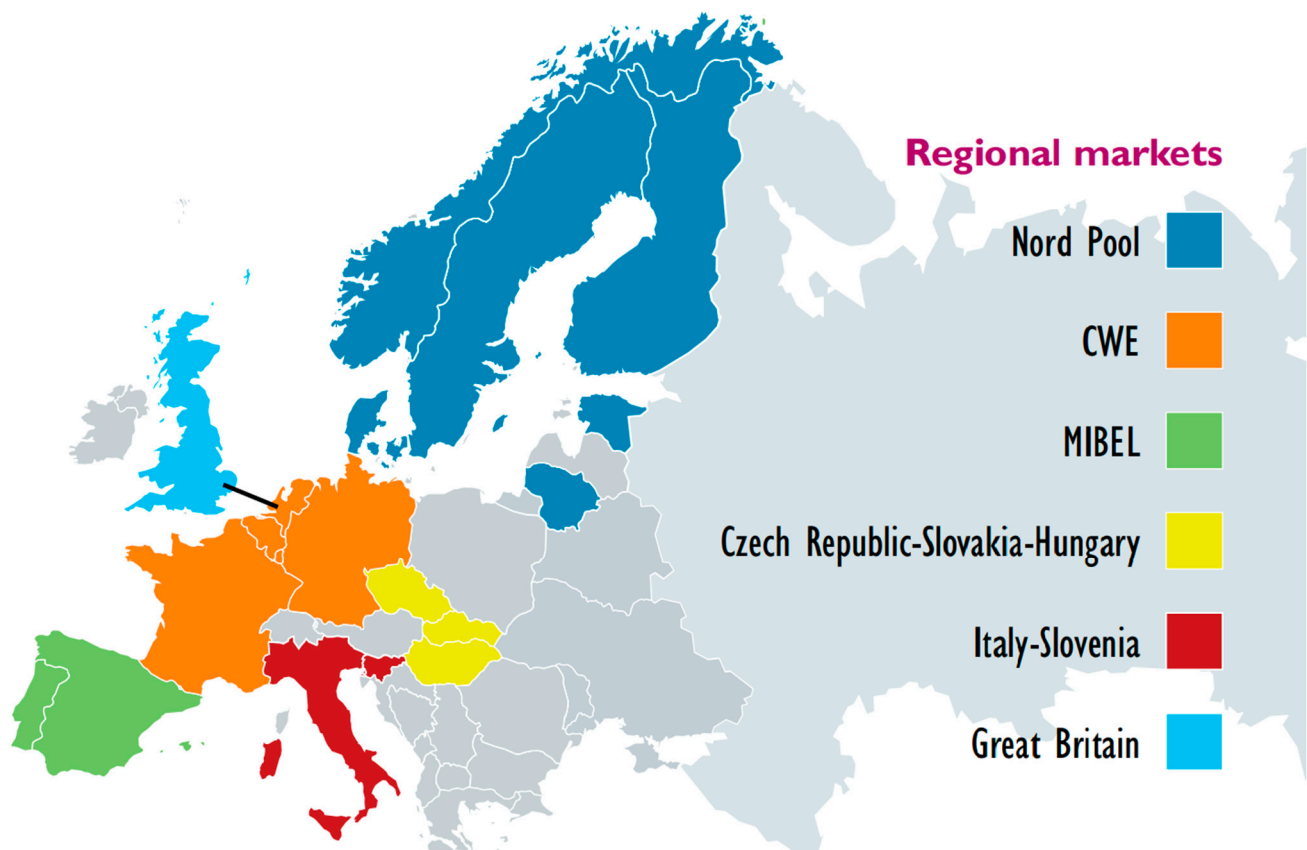 Regional markets
Nord Pool
CWE
MIBEL
Czech Republic-Slovakia-Hungary
Italy-Slovenia
Great Britain